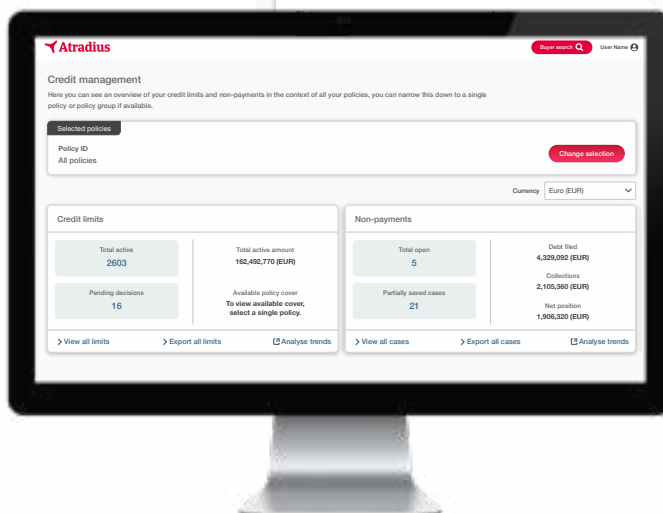 Atradius
Buyer search
User Name
Credit management
Here you can see an overview of your credit limits and non-payments in the context of all your policies, you can narrow this down to a single
policy or policy group if available.
Selected policies
Policy ID
All policies
Change selection
Currency
Euro (EUR)
Credit limits
Total active
2603
Total active amount
162,492,770 (EUR)
Pending decisions
16
Available policy cover
To view available cover,
select a single policy.
View all limits
Export all limits
Analyse trends
Non-payments
Total open
5
Debt filed
4,329,092 (EUR)
Collections
2,105,360 (EUR)
Partially saved cases
21
Net position
1,906,320 (EUR)
View all cases
Export all cases
Analyse trends